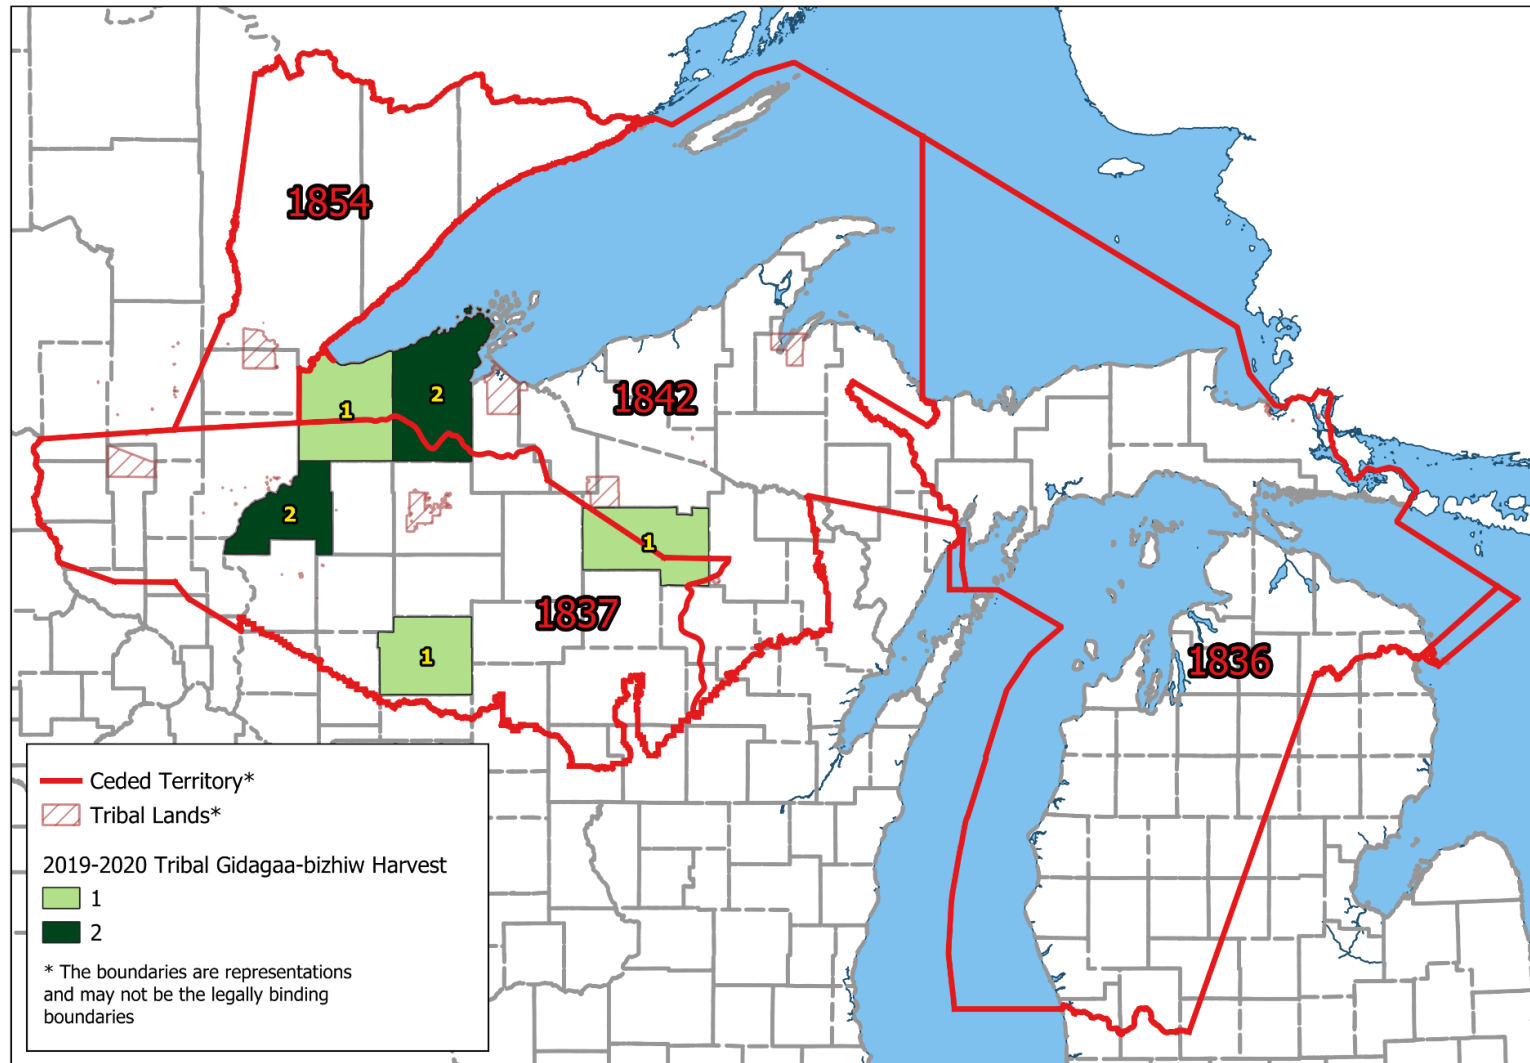 1854
1842
1
2
2
1
1837
1
1836
Ceded Territory*
Tribal Lands*
2019-2020 Tribal Gidagaa-bizhiw Harvest
1
2
* The boundaries are representations
and may not be the legally binding
boundaries